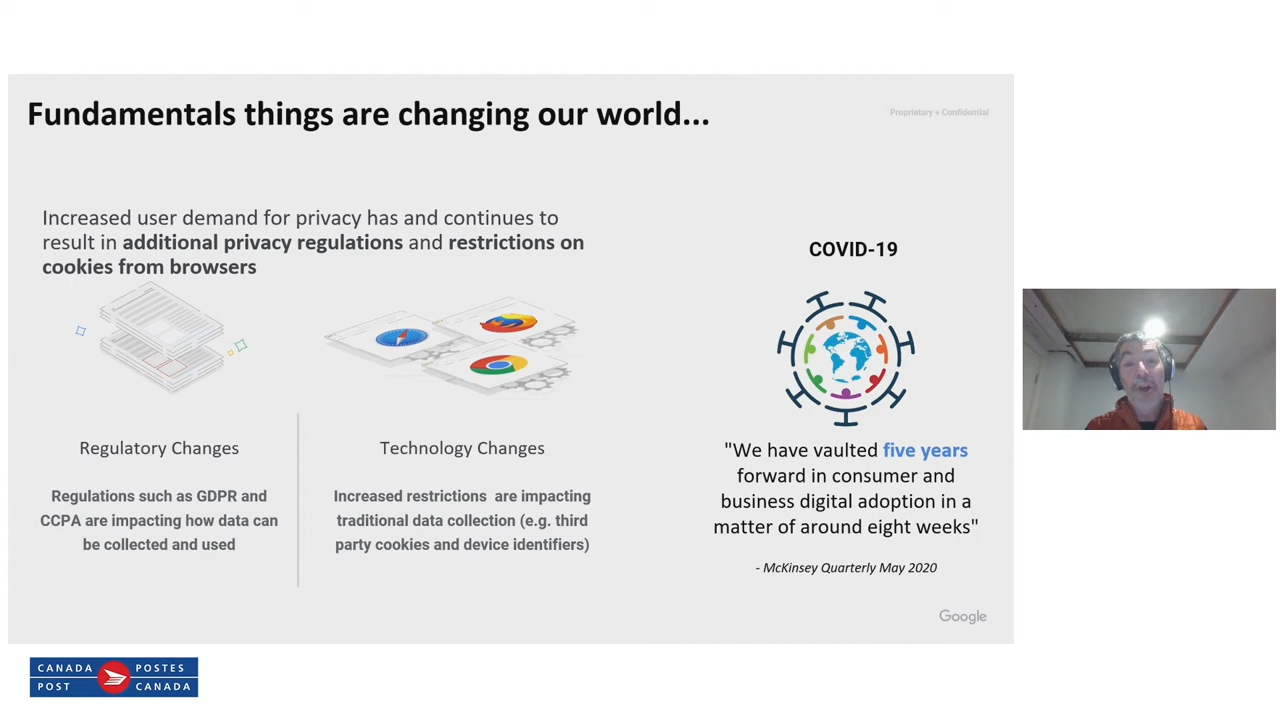 Fundamentals things are changing our world...
Proprietary + Confidential
Increased user demand for privacy has and continues to
result in additional privacy regulations and restrictions on
cookies from browsers
Regulatory Changes
Regulations such as GDPR and
CCPA are impacting how data can
be collected and used
Technology Changes
Increased restrictions are impacting
traditional data collection (e.g. third
party cookies and device identifiers)
COVID-19
"We have vaulted five years
forward in consumer and
business digital adoption in a
matter of around eight weeks"
- McKinsey Quarterly May 2020
Google
CANADA POSTES
POST CANADA